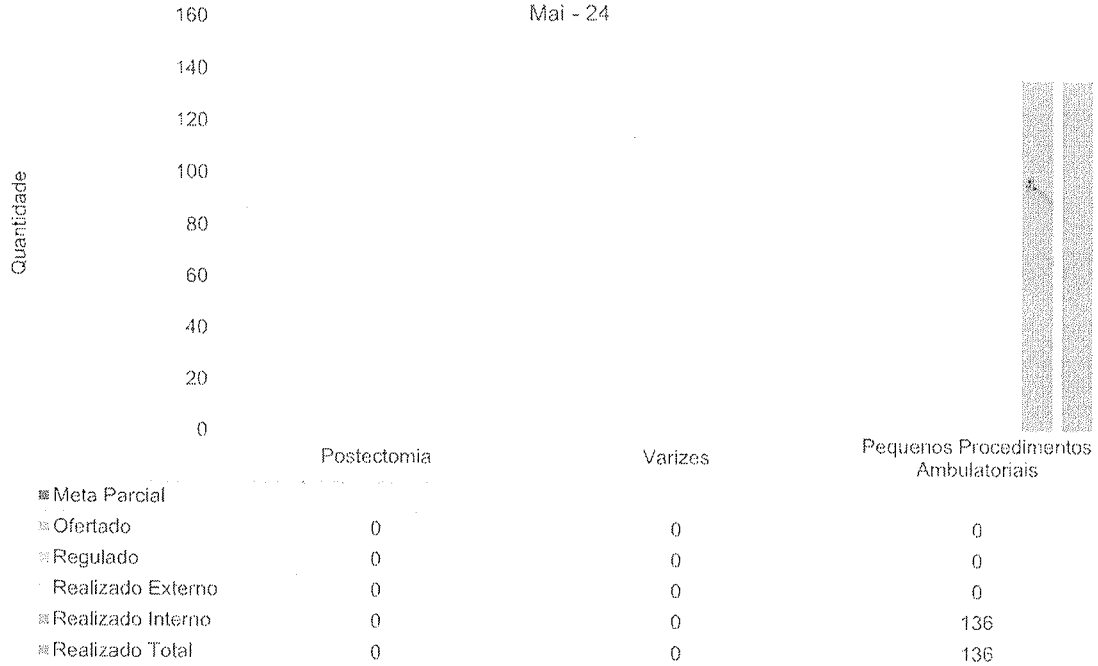 Mai - 24
160
140
120
100
80
60
40
20
0
Quantidade
Postectomia Varizes Pequenos Procedimentos
Ambulatoriais
Meta Parcial
Ofertado 0 0 0
Regulado 0 0 0
Realizado Externo 0 0 0
Realizado Interno 0 0 136
Realizado Total 0 0 136